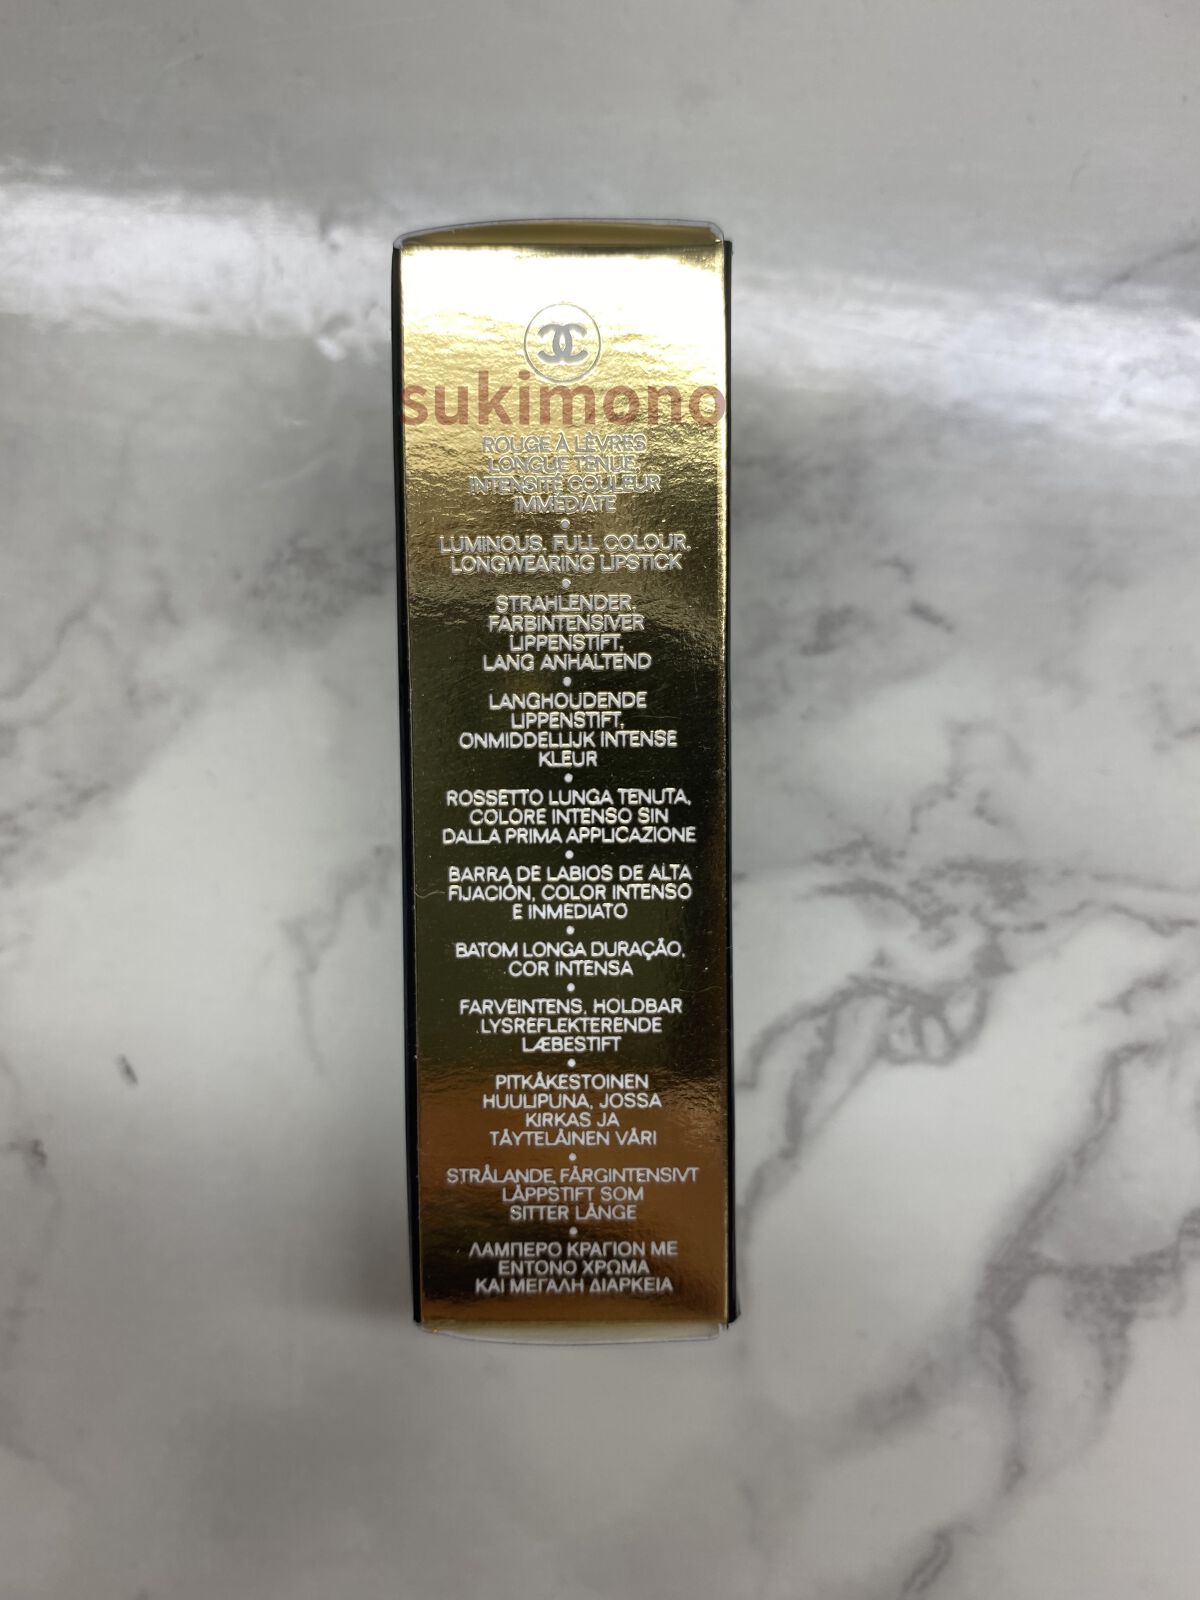 sukimono
ROUGE À LÈVRES
LONGUE TENUE,
INTENSITÉ COULEUR
IMMÉDIATE
•
LUMINOUS, FULL COLOUR,
LONGWEARING LIPSTICK
•
STRAHLENDER,
FARBINTENSIVER
LIPPENSTIFT,
LANG ANHALTEND
•
LANGHOUDENDE
LIPPENSTIFT,
ONMIDDELLIJK INTENSE
KLEUR
•
ROSSETTO LUNGA TENUTA,
COLORE INTENSO SIN
DALLA PRIMA APPLICAZIONE
•
BARRA DE LABIOS DE ALTA
FIJACIÓN, COLOR INTENSO
E INMEDIATO
•
BATOM LONGA DURAÇÃO,
COR INTENSA
•
FARVEINTENS, HOLDBAR
LYSREFLEKTERENDE
LÆBESTIFT
•
PITKÄKESTOINEN
HUULIPUNA, JOSSA
KIRKAS JA
TÄYTELÄINEN VÄRI
•
STRÅLANDE, FÄRGINTENSIVT
LÄPPSTIFT SOM
SITTER LÄNGE
•
ΛΑΜΠΕΡΟ ΚΡΑΓΙΟΝ ΜΕ
ΕΝΤΟΝΟ ΧΡΩΜΑ
ΚΑΙ ΜΕΓΑΛΗ ΔΙΑΡΚΕΙΑ